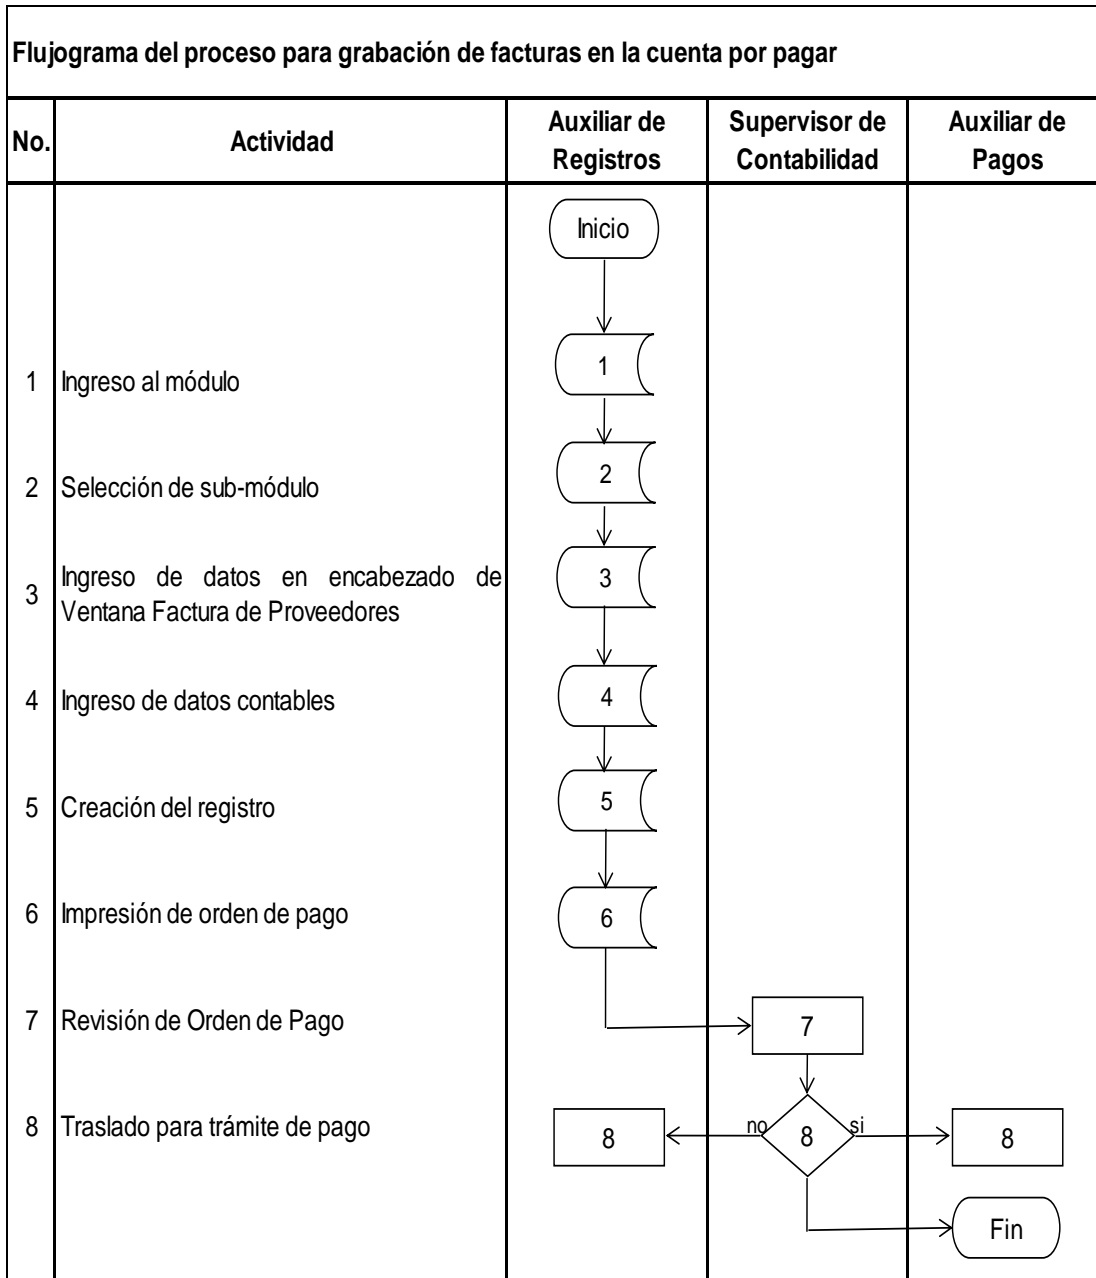 Flujograma del proceso para grabación de facturas en la cuenta por pagar
No. Actividad Auxiliar de Registros Supervisor de Contabilidad Auxiliar de Pagos
Inicio
1 Ingreso al módulo 1
2 Selección de sub-módulo 2
3 Ingreso de datos en encabezado de
Ventana Factura de Proveedores 3
4 Ingreso de datos contables 4
5 Creación del registro 5
6 Impresión de orden de pago 6
7 Revisión de Orden de Pago 7
8 Traslado para trámite de pago 8 no 8 si 8
Fin